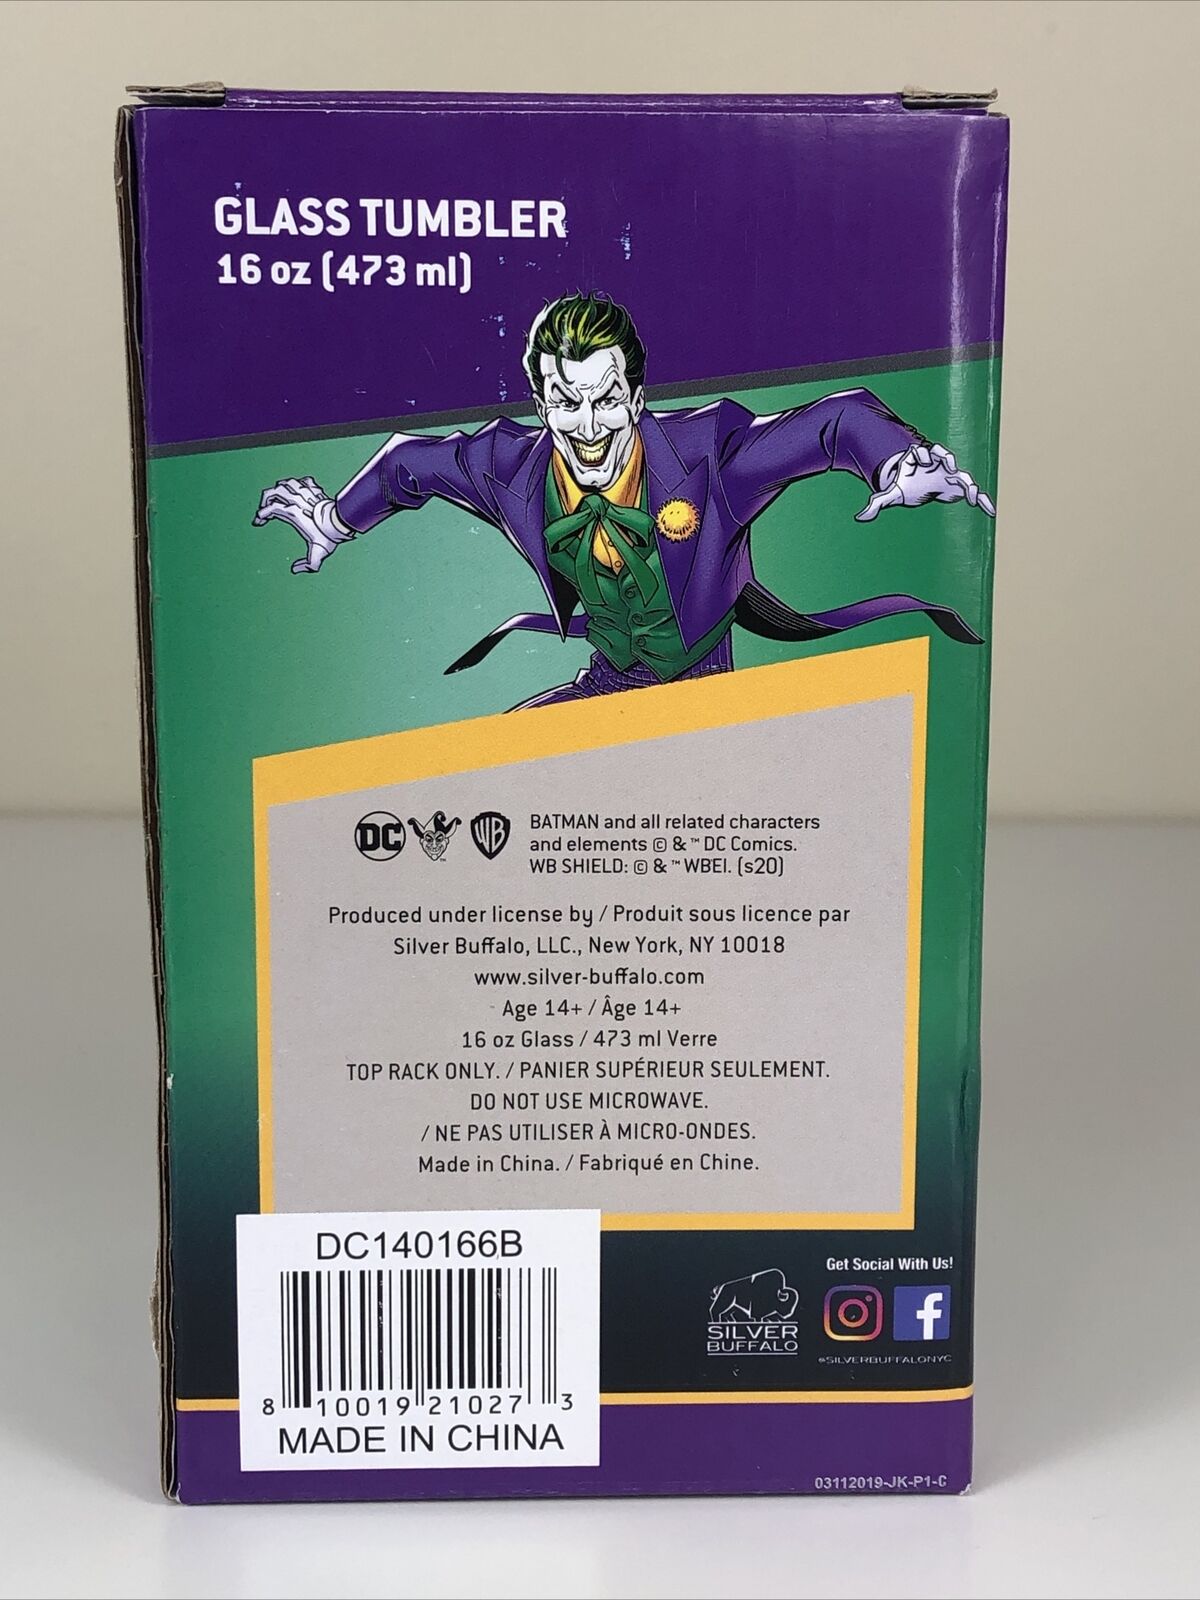 GLASS TUMBLER
16 oz (473 ml)
DC
WB
BATMAN and all related characters
and elements © & ™ DC Comics.
WB SHIELD: © & ™ WBEI. (s20)
Produced under license by / Produit sous licence par
Silver Buffalo, LLC., New York, NY 10018
www.silver-buffalo.com
Age 14+ / Âge 14+
16 oz Glass / 473 ml Verre
TOP RACK ONLY. / PANIER SUPÉRIEUR SEULEMENT.
DO NOT USE MICROWAVE.
/ NE PAS UTILISER À MICRO-ONDES.
Made in China. / Fabriqué en Chine.
DC140166B
8 10019 21027 3
MADE IN CHINA
SILVER
BUFFALO
Get Social With Us!
@SILVERBUFFALONYC
03112019-JK-P1-C